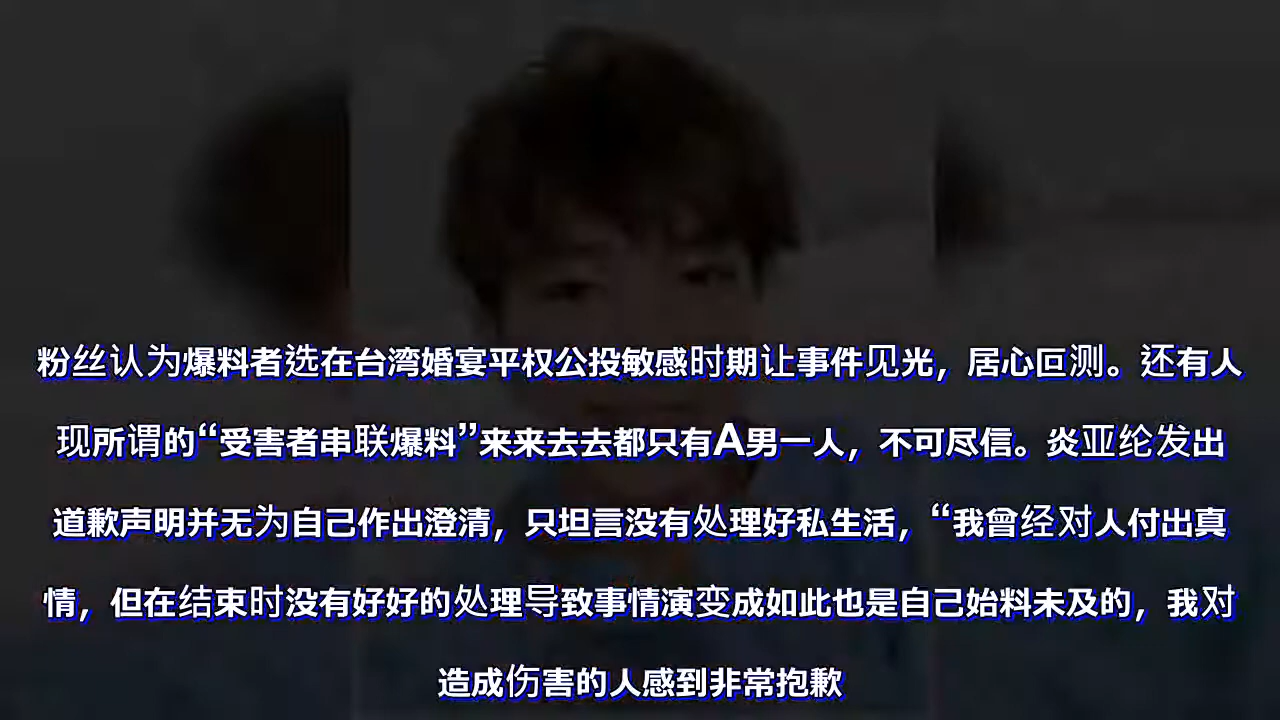 粉丝认为爆料者选在台湾婚宴平权公投敏感时期让事件见光，居心叵测。还有人
现所谓的“受害者串联爆料”来来去去都只有A男一人，不可尽信。炎亚纶发出
道歉声明并无为自己作出澄清，只坦言没有处理好私生活，“我曾经对人付出真
情，但在结束时没有好好的处理导致事情演变成如此也是自己始料未及的，我对
造成伤害的人感到非常抱歉